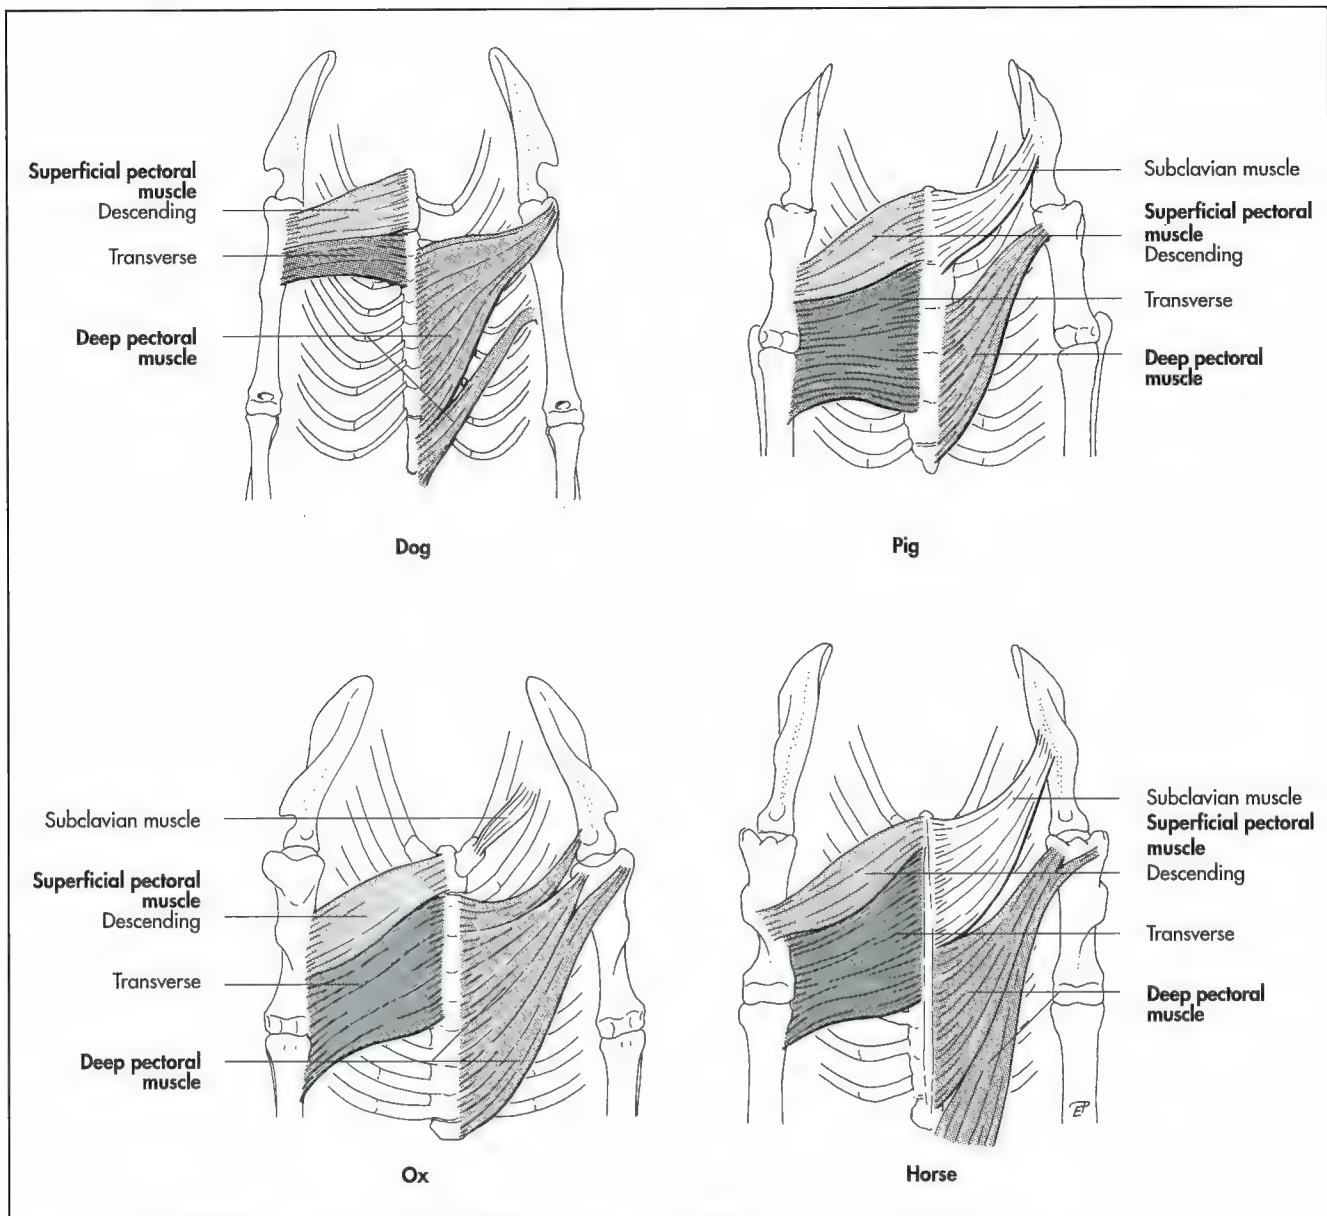 Superficial pectoral
muscle
Descending
Transverse
Deep pectoral
muscle
Dog
Subclavian muscle
Superficial pectoral
muscle
Descending
Transverse
Deep pectoral
muscle
Pig
Subclavian muscle
Superficial pectoral
muscle
Descending
Transverse
Deep pectoral
muscle
Ox
Subclavian muscle
Superficial pectoral
muscle
Descending
Transverse
Deep pectoral
muscle
Horse